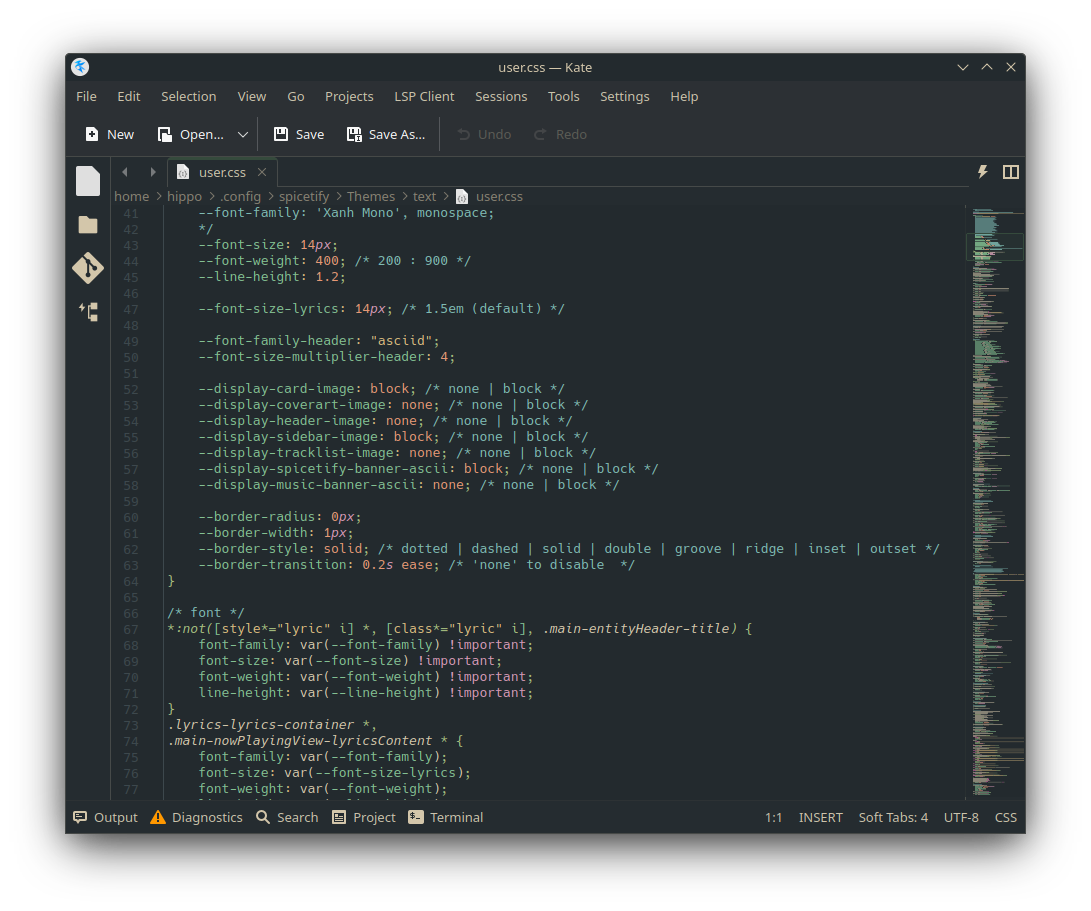 user.css — Kate
File Edit Selection View Go Projects LSP Client Sessions Tools Settings Help
New Open... Save Save As... Undo Redo
user.css
home > hippo > .config > spicetify > Themes > text > user.css
41 --font-family: 'Xanh Mono', monospace;
42 */
43 --font-size: 14px;
44 --font-weight: 400; /* 200 : 900 */
45 --line-height: 1.2;
46
47 --font-size-lyrics: 14px; /* 1.5em (default) */
48
49 --font-family-header: "asciid";
50 --font-size-multiplier-header: 4;
51
52 --display-card-image: block; /* none | block */
53 --display-coverart-image: none; /* none | block */
54 --display-header-image: none; /* none | block */
55 --display-sidebar-image: block; /* none | block */
56 --display-tracklist-image: none; /* none | block */
57 --display-spicetify-banner-ascii: block; /* none | block */
58 --display-music-banner-ascii: none; /* none | block */
59
60 --border-radius: 0px;
61 --border-width: 1px;
62 --border-style: solid; /* dotted | dashed | solid | double | groove | ridge | inset | outset */
63 --border-transition: 0.2s ease; /* 'none' to disable  */
64 }
65
66 /* font */
67 *:not([style*="lyric" i] *, [class*="lyric" i], .main-entityHeader-title) {
68 font-family: var(--font-family) !important;
69 font-size: var(--font-size) !important;
70 font-weight: var(--font-weight) !important;
71 line-height: var(--line-height) !important;
72 }
73 .lyrics-lyrics-container *,
74 .main-nowPlayingView-lyricsContent * {
75 font-family: var(--font-family);
76 font-size: var(--font-size-lyrics);
77 font-weight: var(--font-weight);
Output Diagnostics Search Project Terminal 1:1 INSERT Soft Tabs: 4 UTF-8 CSS